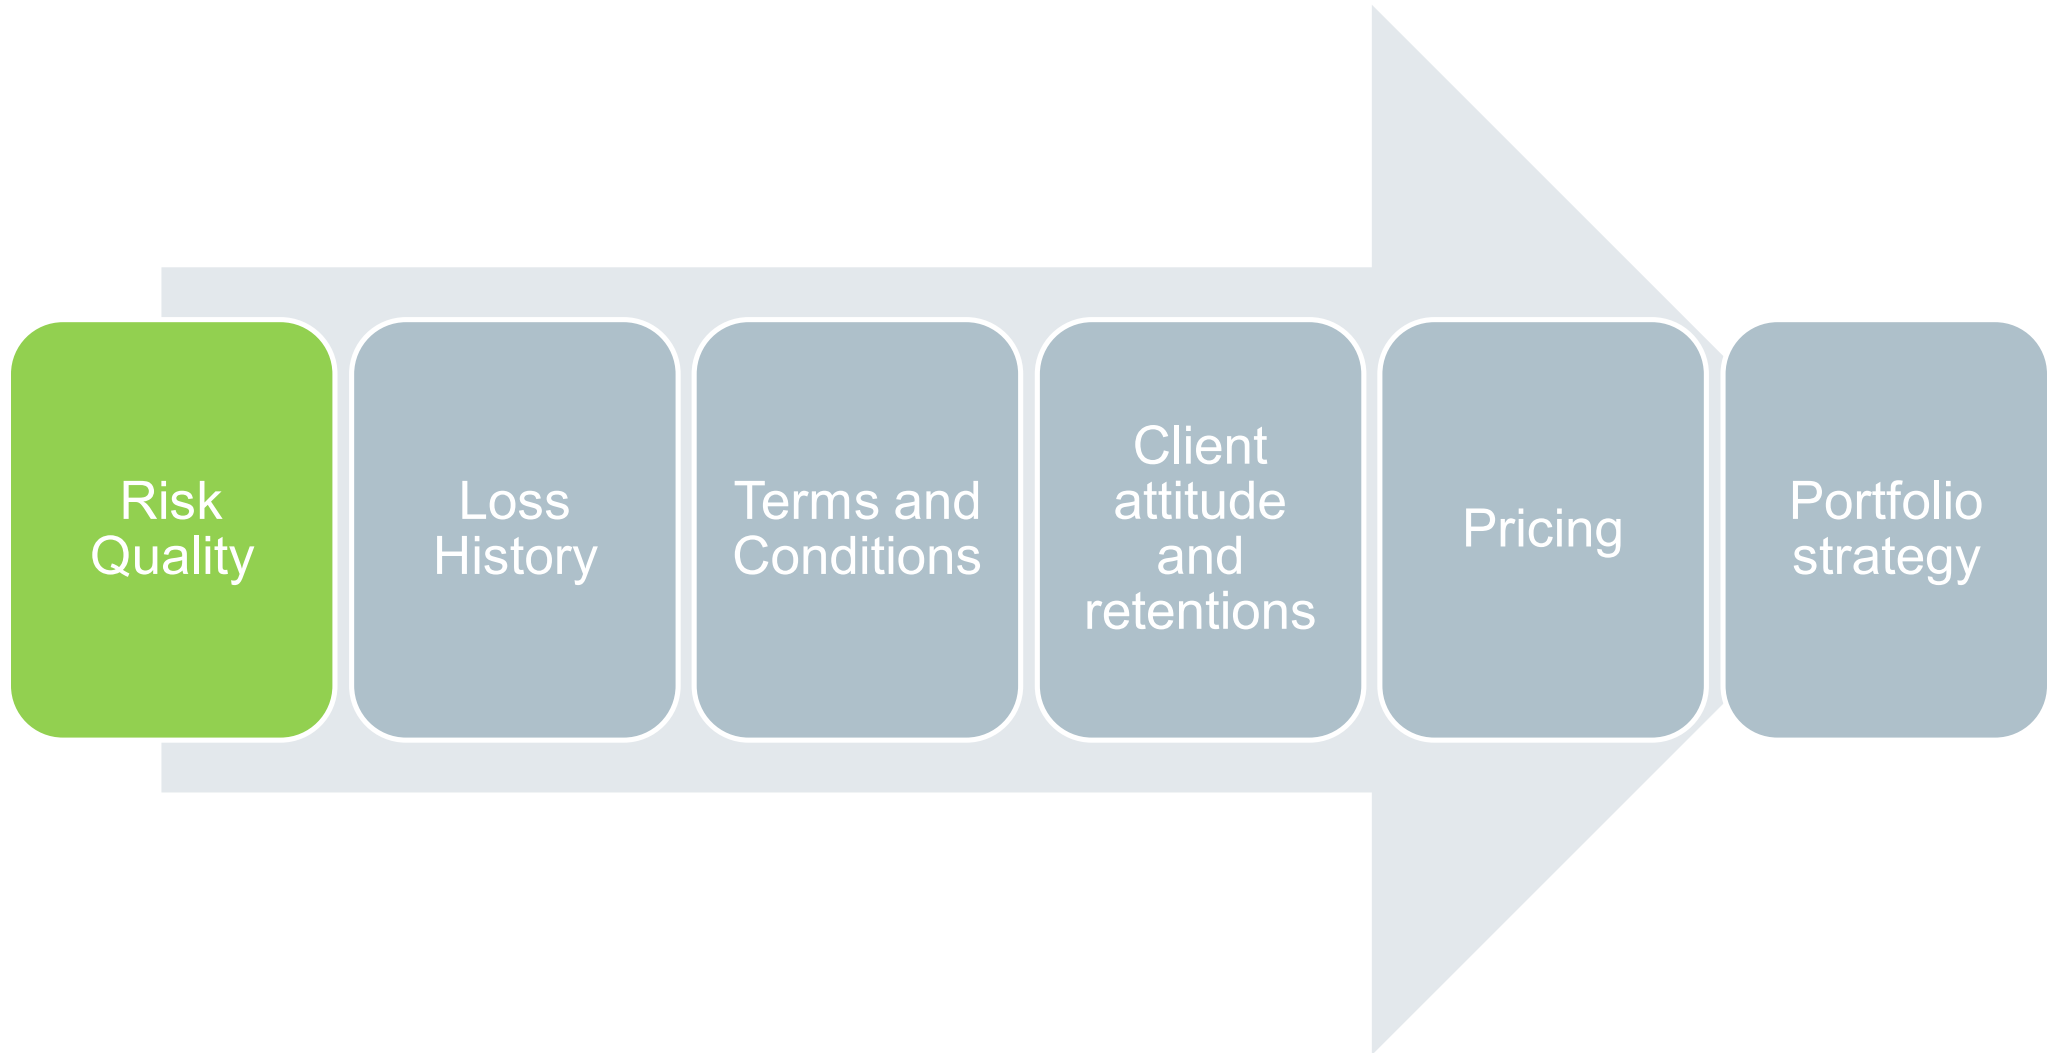 Risk
Quality
Loss
History
Terms and
Conditions
Client
attitude
and
retentions
Pricing
Portfolio
strategy